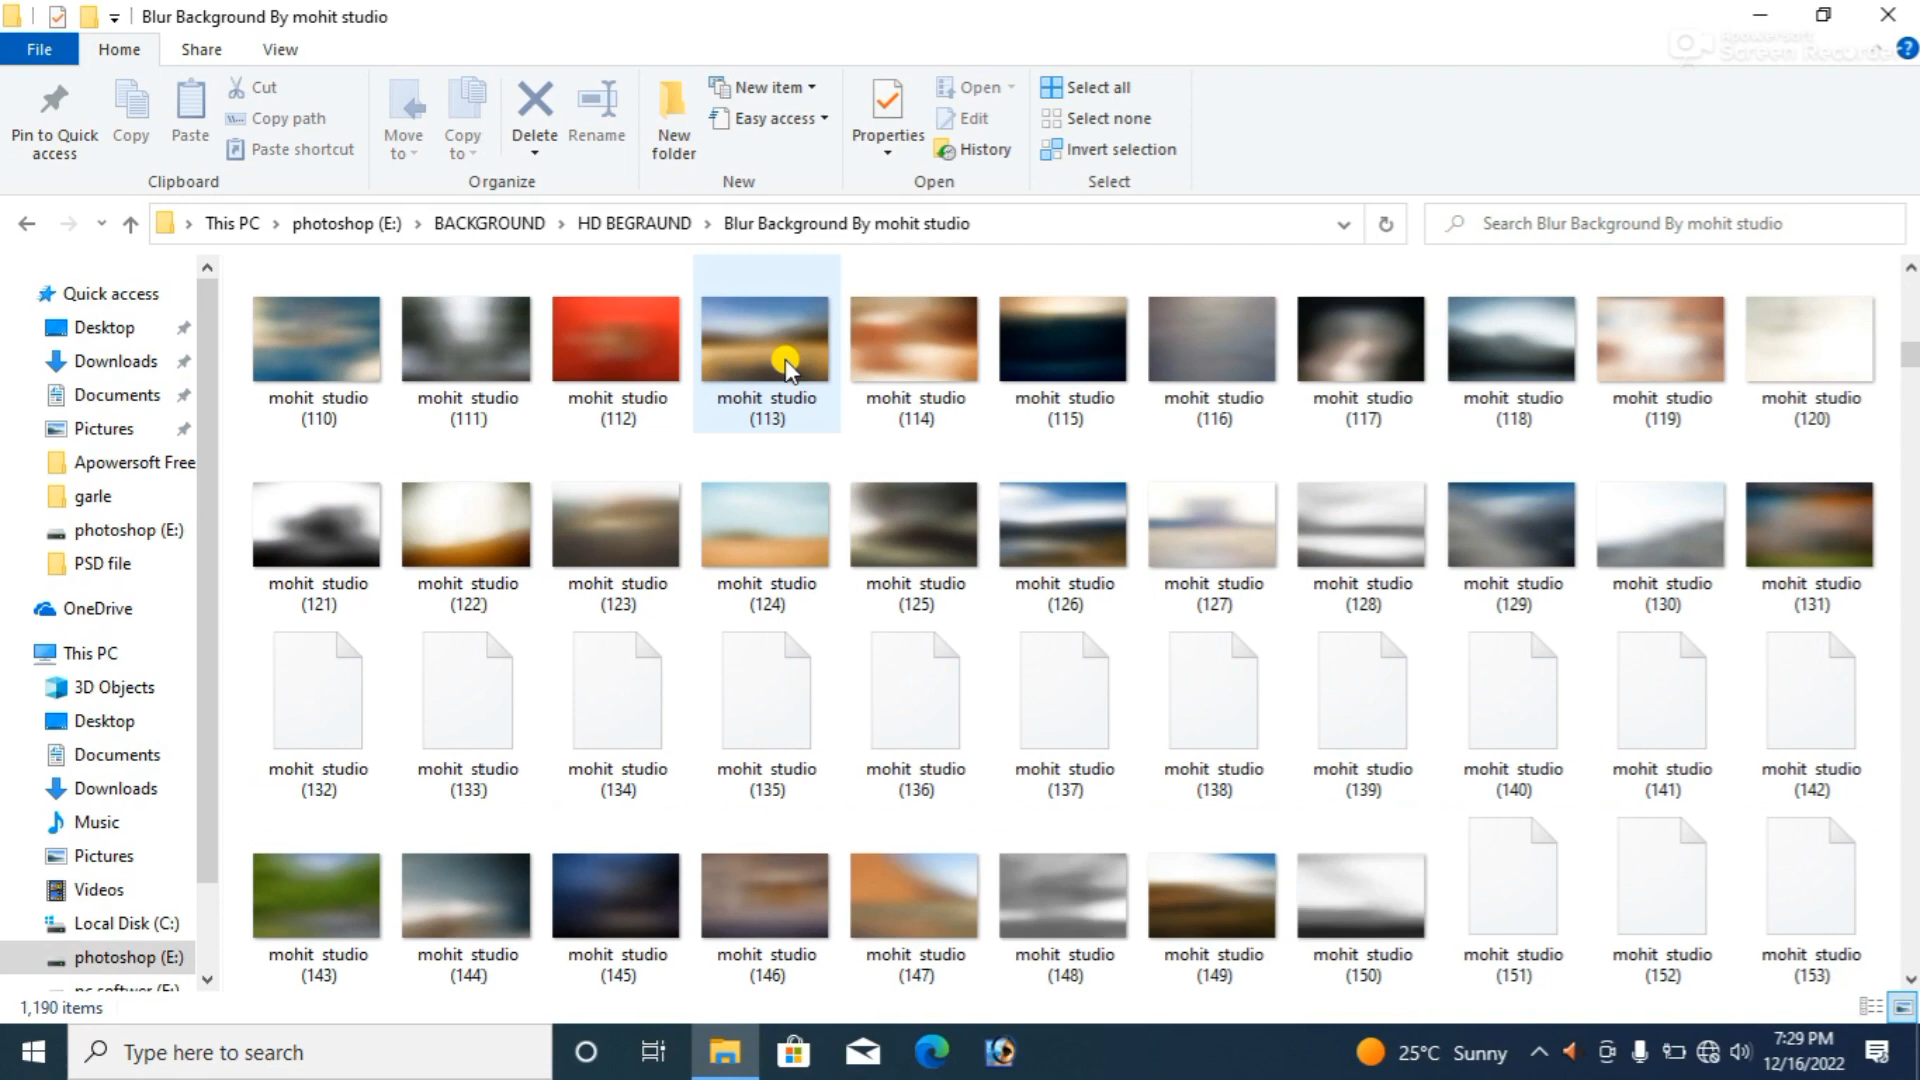 Blur Background By mohit studio
File Home Share View
Apowersoft
Screen Recorder
Pin to Quick access
Copy
Paste
Cut
Copy path
Paste shortcut
Clipboard
Move to
Copy to
Delete
Rename
Organize
New folder
New item
Easy access
New
Properties
Open
Edit
History
Open
Select all
Select none
Invert selection
Select
This PC > photoshop (E:) > BACKGROUND > HD BEGRAUND > Blur Background By mohit studio
Search Blur Background By mohit studio
Quick access
Desktop
Downloads
Documents
Pictures
Apowersoft Free
garle
photoshop (E:)
PSD file
OneDrive
This PC
3D Objects
Desktop
Documents
Downloads
Music
Pictures
Videos
Local Disk (C:)
photoshop (E:)
mohit studio (110)
mohit studio (111)
mohit studio (112)
mohit studio (113)
mohit studio (114)
mohit studio (115)
mohit studio (116)
mohit studio (117)
mohit studio (118)
mohit studio (119)
mohit studio (120)
mohit studio (121)
mohit studio (122)
mohit studio (123)
mohit studio (124)
mohit studio (125)
mohit studio (126)
mohit studio (127)
mohit studio (128)
mohit studio (129)
mohit studio (130)
mohit studio (131)
mohit studio (132)
mohit studio (133)
mohit studio (134)
mohit studio (135)
mohit studio (136)
mohit studio (137)
mohit studio (138)
mohit studio (139)
mohit studio (140)
mohit studio (141)
mohit studio (142)
mohit studio (143)
mohit studio (144)
mohit studio (145)
mohit studio (146)
mohit studio (147)
mohit studio (148)
mohit studio (149)
mohit studio (150)
mohit studio (151)
mohit studio (152)
mohit studio (153)
1,190 items
Type here to search
25°C Sunny
7:29 PM
12/16/2022